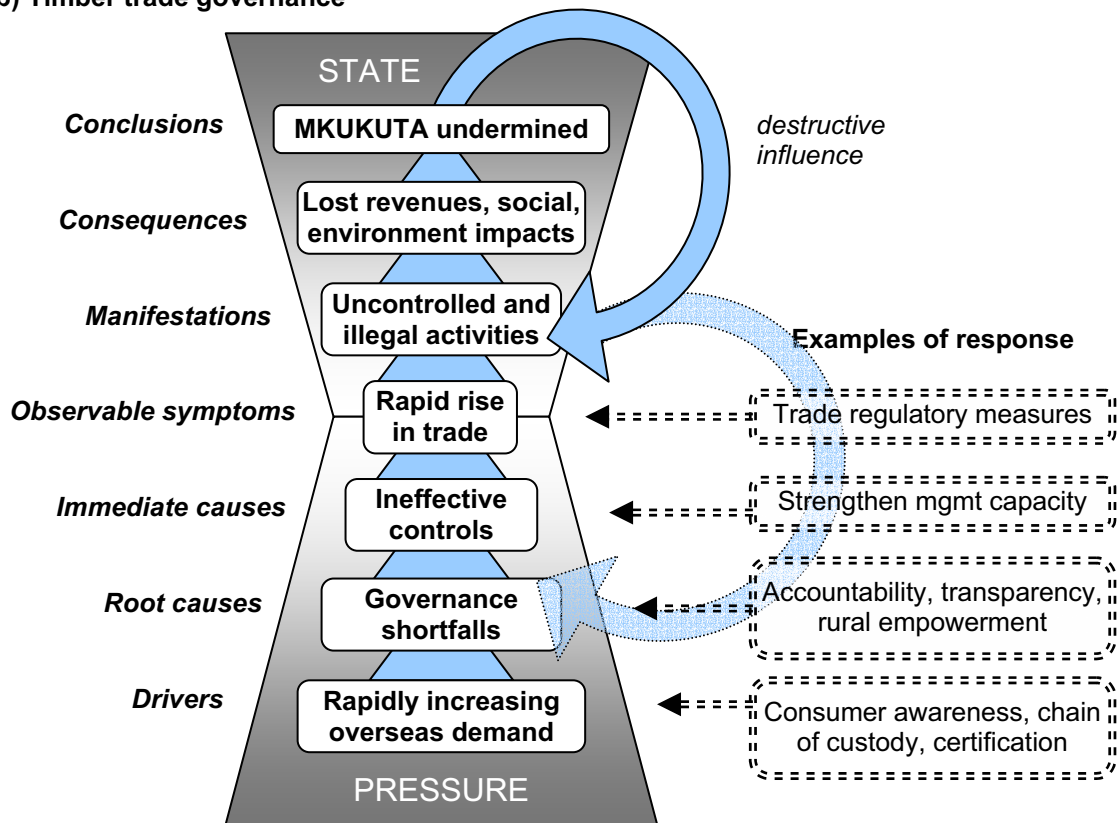 b) Timber trade governance
STATE
Conclusions
MKUKUTA undermined
destructive
influence
Consequences
Lost revenues, social,
environment impacts
Manifestations
Uncontrolled and
illegal activities
Examples of response
Observable symptoms
Rapid rise
in trade
Trade regulatory measures
Immediate causes
Ineffective
controls
Strengthen mgmt capacity
Root causes
Governance
shortfalls
Accountability, transparency,
rural empowerment
Drivers
Rapidly increasing
overseas demand
Consumer awareness, chain
of custody, certification
PRESSURE